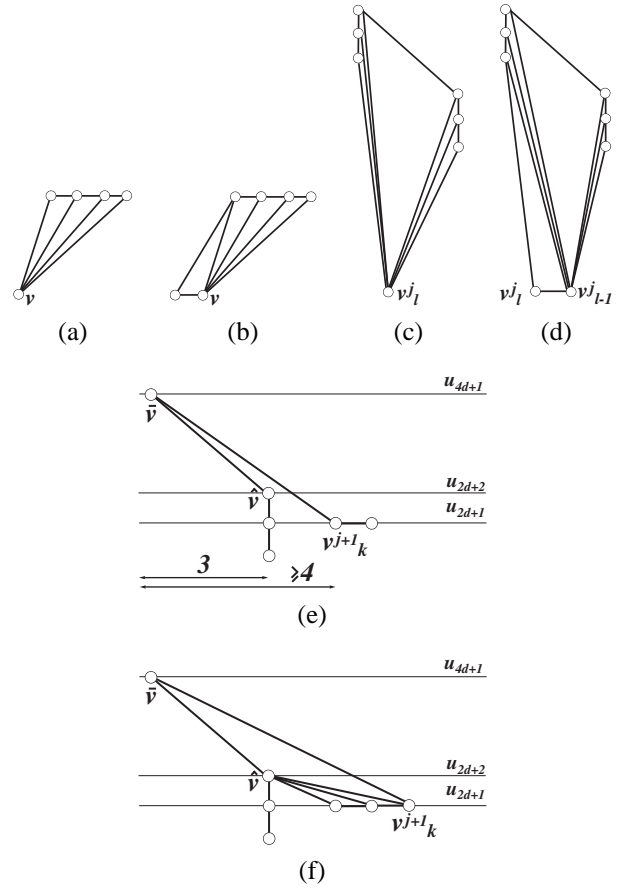 v
v
v^j_l
v^j_l v^j_{l-1}
(a) (b) (c) (d)
u_{4d+1}
v̄
u_{2d+2}
v̂
u_{2d+1}
v^{j+1}_k
3
⩾4
(e)
u_{4d+1}
v̄
u_{2d+2}
v̂
u_{2d+1}
v^{j+1}_k
(f)